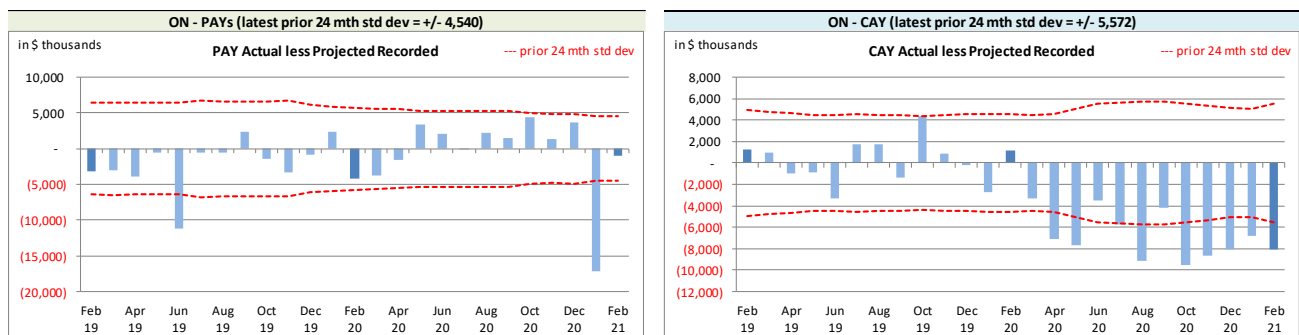 ON - PAYs (latest prior 24 mth std dev = +/- 4,540)
in $ thousands
PAY Actual less Projected Recorded
--- prior 24 mth std dev
10,000
5,000
-
(5,000)
(10,000)
(15,000)
(20,000)
Feb Apr Jun Aug Oct Dec Feb Apr Jun Aug Oct Dec Feb
19 19 19 19 19 19 20 20 20 20 20 20 21
ON - CAY (latest prior 24 mth std dev = +/- 5,572)
in $ thousands
CAY Actual less Projected Recorded
--- prior 24 mth std dev
8,000
6,000
4,000
2,000
-
(2,000)
(4,000)
(6,000)
(8,000)
(10,000)
(12,000)
Feb Apr Jun Aug Oct Dec Feb Apr Jun Aug Oct Dec Feb
19 19 19 19 19 19 20 20 20 20 20 20 21